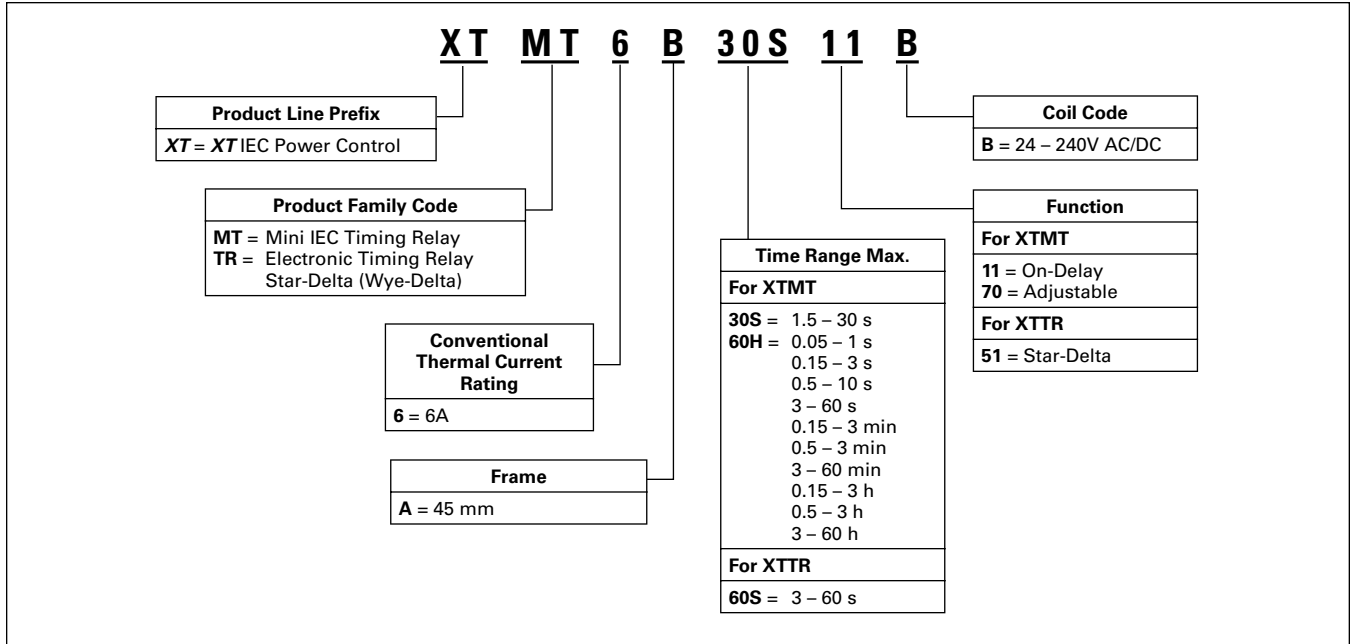 XT MT 6 B 30S 11 B
Product Line Prefix
XT = XT IEC Power Control
Product Family Code
MT = Mini IEC Timing Relay
TR = Electronic Timing Relay
Star-Delta (Wye-Delta)
Conventional
Thermal Current
Rating
6 = 6A
Frame
A = 45 mm
Time Range Max.
For XTMT
30S = 1.5 – 30 s
60H = 0.05 – 1 s
0.15 – 3 s
0.5 – 10 s
3 – 60 s
0.15 – 3 min
0.5 – 3 min
3 – 60 min
0.15 – 3 h
0.5 – 3 h
3 – 60 h
For XTTR
60S = 3 – 60 s
Coil Code
B = 24 – 240V AC/DC
Function
For XTMT
11 = On-Delay
70 = Adjustable
For XTTR
51 = Star-Delta